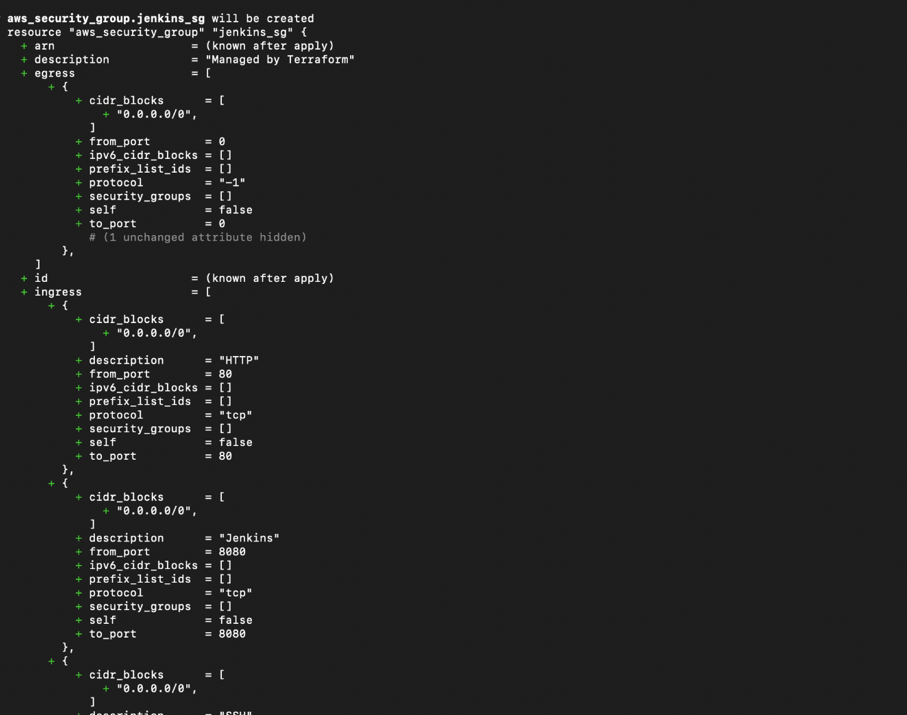 aws_security_group.jenkins_sg will be created
resource "aws_security_group" "jenkins_sg" {
+ arn = (known after apply)
+ description = "Managed by Terraform"
+ egress = [
+ {
+ cidr_blocks = [
+ "0.0.0.0/0",
]
+ from_port = 0
+ ipv6_cidr_blocks = []
+ prefix_list_ids = []
+ protocol = "-1"
+ security_groups = []
+ self = false
+ to_port = 0
# (1 unchanged attribute hidden)
},
]
+ id = (known after apply)
+ ingress = [
+ {
+ cidr_blocks = [
+ "0.0.0.0/0",
]
+ description = "HTTP"
+ from_port = 80
+ ipv6_cidr_blocks = []
+ prefix_list_ids = []
+ protocol = "tcp"
+ security_groups = []
+ self = false
+ to_port = 80
},
+ {
+ cidr_blocks = [
+ "0.0.0.0/0",
]
+ description = "Jenkins"
+ from_port = 8080
+ ipv6_cidr_blocks = []
+ prefix_list_ids = []
+ protocol = "tcp"
+ security_groups = []
+ self = false
+ to_port = 8080
},
+ {
+ cidr_blocks = [
+ "0.0.0.0/0",
]
+ description = "SSH"